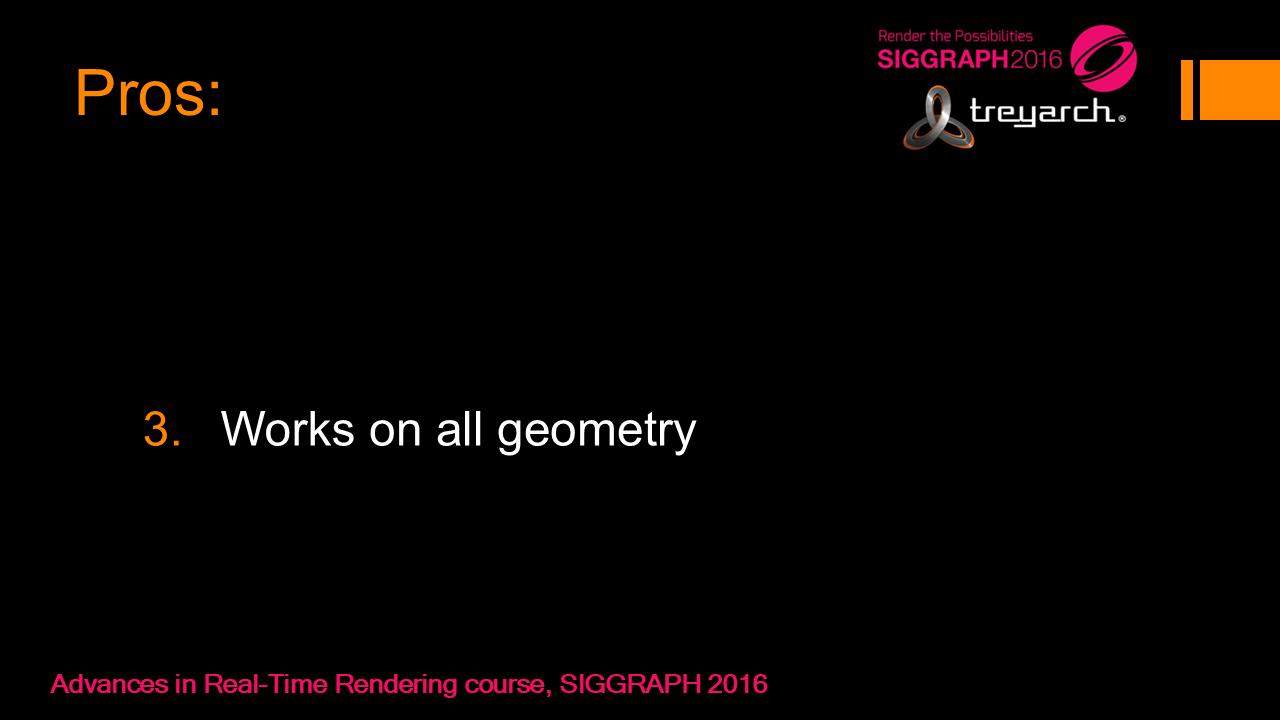 Render the Possibilities
SIGGRAPH2016
treyarch®
Pros:
3. Works on all geometry
Advances in Real-Time Rendering course, SIGGRAPH 2016